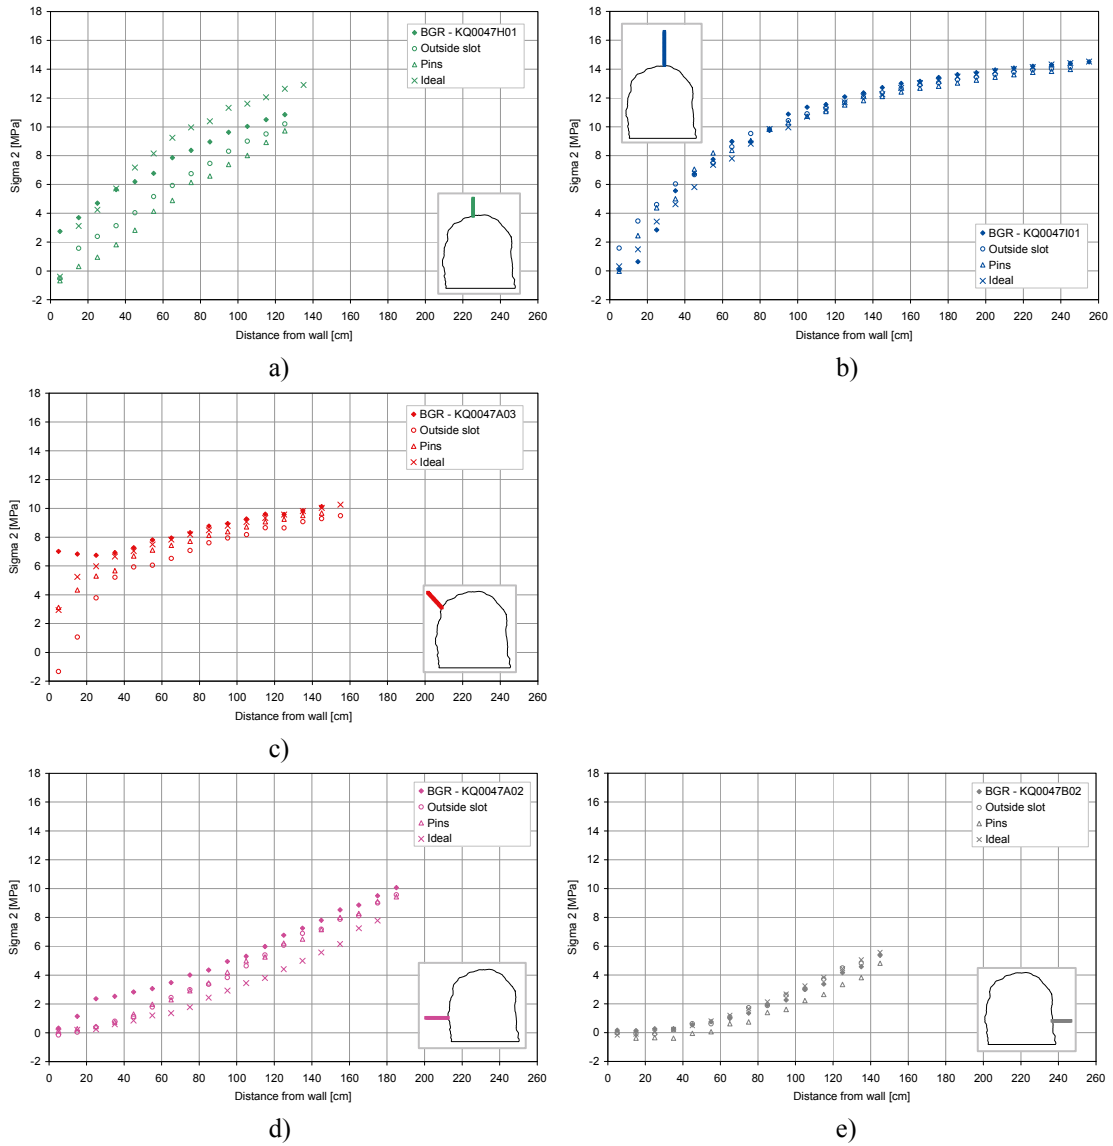 18
16
14
12
10
8
6
4
2
0
-2
Sigma 2 [MPa]
BGR - KQ0047H01
Outside slot
Pins
Ideal
0 20 40 60 80 100 120 140 160 180 200 220 240 260
Distance from wall [cm]
a)
18
16
14
12
10
8
6
4
2
0
-2
Sigma 2 [MPa]
BGR - KQ0047I01
Outside slot
Pins
Ideal
0 20 40 60 80 100 120 140 160 180 200 220 240 260
Distance from wall [cm]
b)
18
16
14
12
10
8
6
4
2
0
-2
Sigma 2 [MPa]
BGR - KQ0047A03
Outside slot
Pins
Ideal
0 20 40 60 80 100 120 140 160 180 200 220 240 260
Distance from wall [cm]
c)
18
16
14
12
10
8
6
4
2
0
-2
Sigma 2 [MPa]
BGR - KQ0047A02
Outside slot
Pins
Ideal
0 20 40 60 80 100 120 140 160 180 200 220 240 260
Distance from wall [cm]
d)
18
16
14
12
10
8
6
4
2
0
-2
Sigma 2 [MPa]
BGR - KQ0047B02
Outside slot
Pins
Ideal
0 20 40 60 80 100 120 140 160 180 200 220 240 260
Distance from wall [cm]
e)